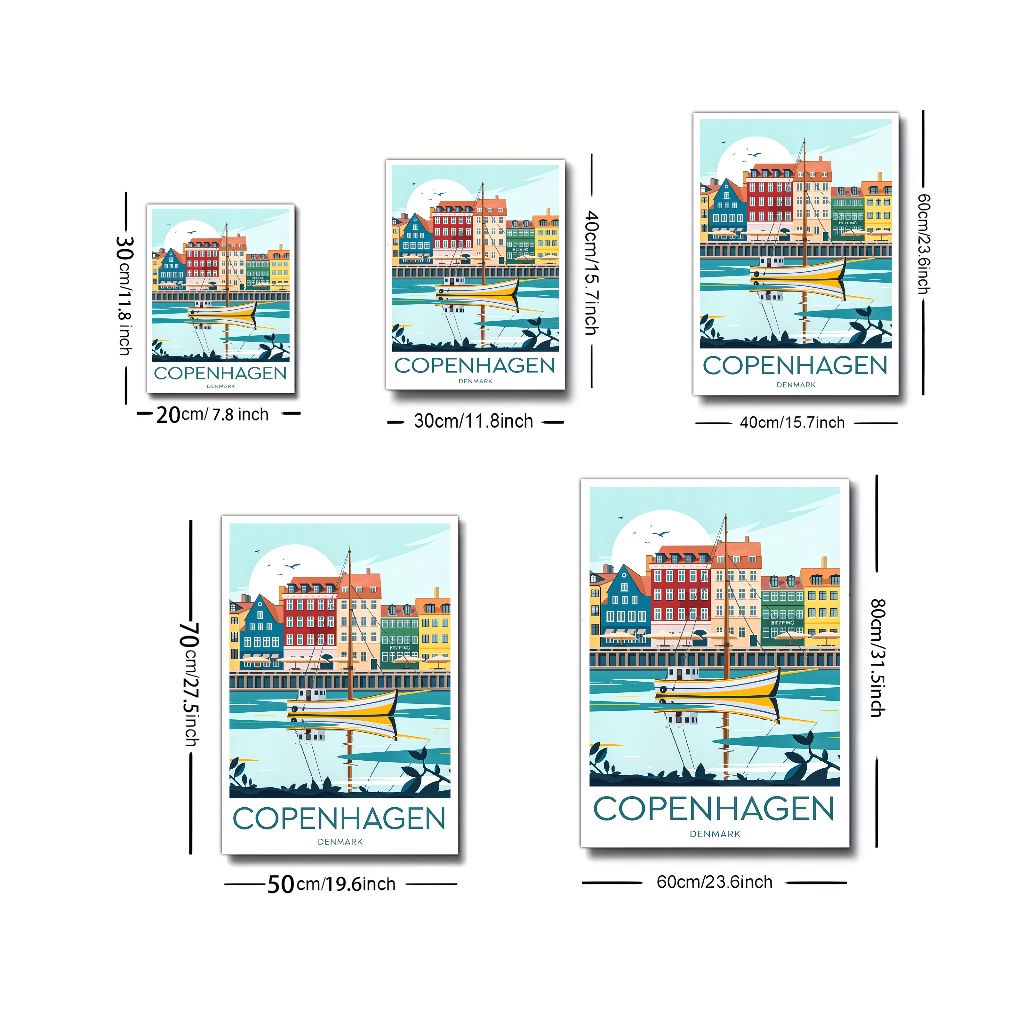 30cm/11.8 inch
COPENHAGEN
DENMARK
20cm/ 7.8 inch
40cm/15.7inch
COPENHAGEN
DENMARK
30cm/11.8inch
60cm/23.6inch
COPENHAGEN
DENMARK
40cm/15.7inch
70cm/27.5inch
COPENHAGEN
DENMARK
50cm/19.6inch
80cm/31.5inch
COPENHAGEN
DENMARK
60cm/23.6inch